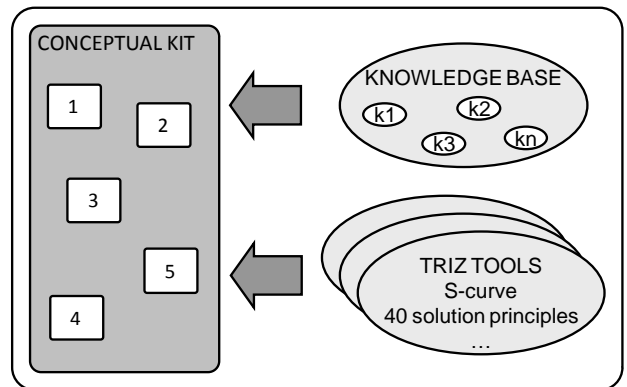 CONCEPTUAL KIT
1
2
3
5
4
KNOWLEDGE BASE
k1
k2
k3
kn
TRIZ TOOLS
S-curve
40 solution principles
…